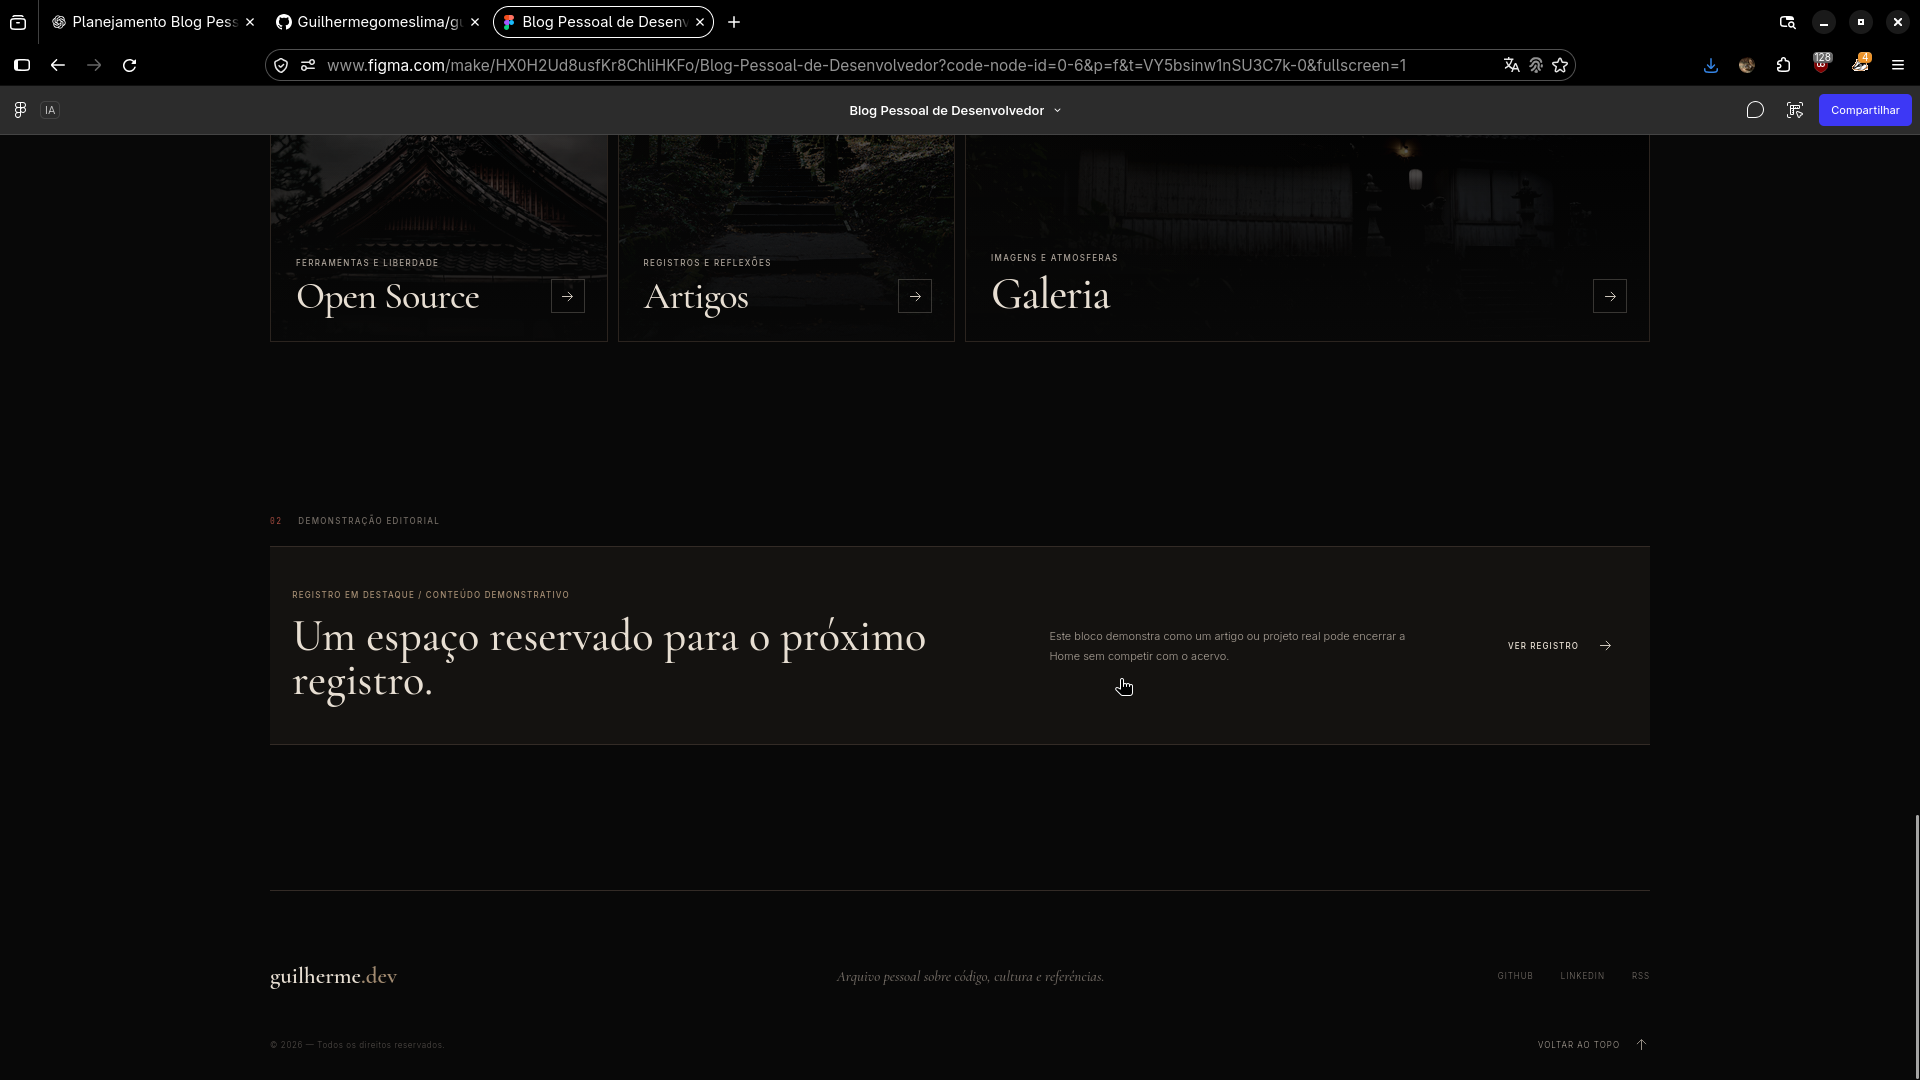 Planejamento Blog Pess
Guilhermegomeslima/gu
Blog Pessoal de Desenv
www.figma.com/make/HX0H2Ud8usfKr8ChliHKFo/Blog-Pessoal-de-Desenvolvedor?code-node-id=0-6&p=f&t=VY5bsinw1nSU3C7k-0&fullscreen=1
128
4
IA
Blog Pessoal de Desenvolvedor
Compartilhar
FERRAMENTAS E LIBERDADE
Open Source
REGISTROS E REFLEXÕES
Artigos
IMAGENS E ATMOSFERAS
Galeria
02 DEMONSTRAÇÃO EDITORIAL
REGISTRO EM DESTAQUE / CONTEÚDO DEMONSTRATIVO
Um espaço reservado para o próximo
registro.
Este bloco demonstra como um artigo ou projeto real pode encerrar a
Home sem competir com o acervo.
VER REGISTRO
guilherme.dev
Arquivo pessoal sobre código, cultura e referências.
GITHUB LINKEDIN RSS
© 2026 — Todos os direitos reservados.
VOLTAR AO TOPO